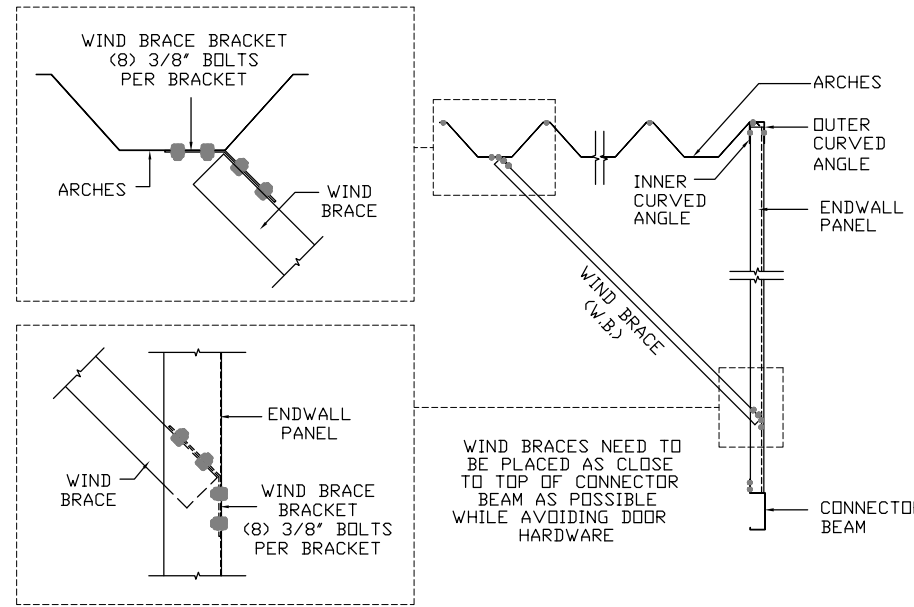 WIND BRACE BRACKET
(8) 3/8" BOLTS
PER BRACKET
ARCHES
WIND
BRACE
ARCHES
OUTER
CURVED
ANGLE
INNER
CURVED
ANGLE
ENDWALL
PANEL
WIND BRACE
(W.B.)
ENDWALL
PANEL
WIND
BRACE
WIND BRACE
BRACKET
(8) 3/8" BOLTS
PER BRACKET
WIND BRACES NEED TO
BE PLACED AS CLOSE
TO TOP OF CONNECTOR
BEAM AS POSSIBLE
WHILE AVOIDING DOOR
HARDWARE
CONNECTO
BEAM